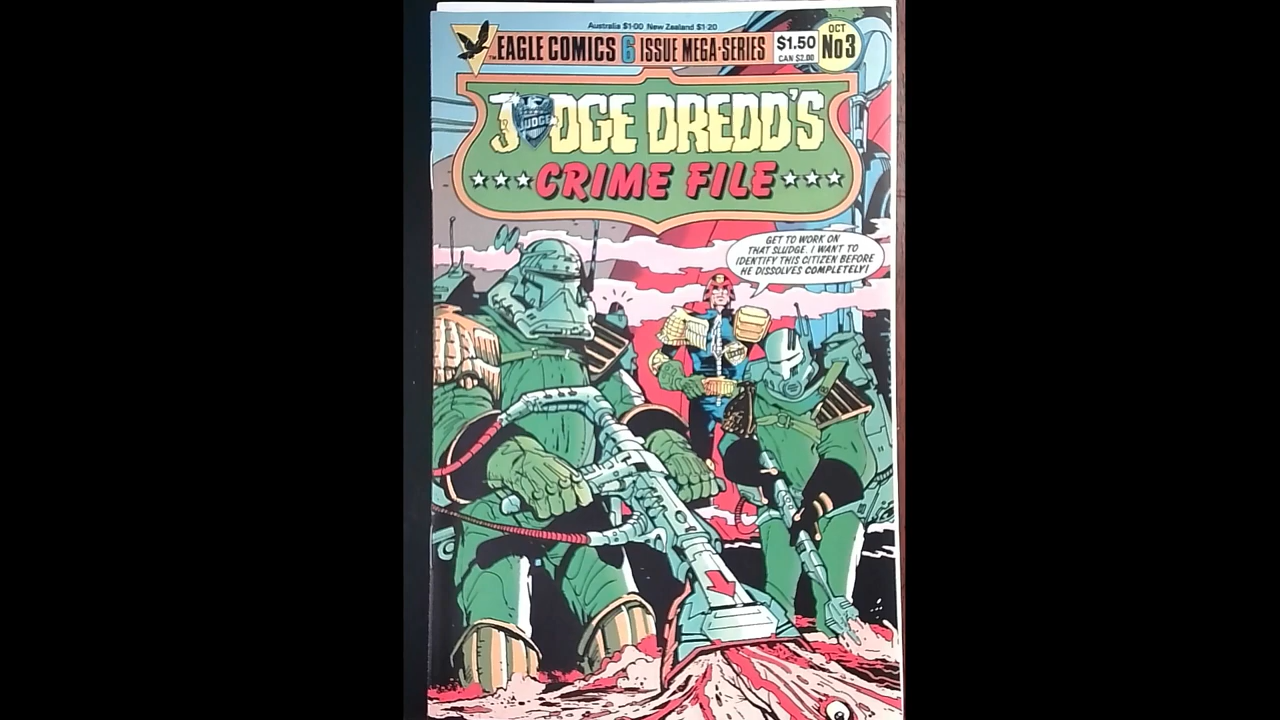 Australia $1·00 New Zealand $1·20
EAGLE COMICS 6 ISSUE MEGA-SERIES
TM
$1.50
CAN $2.00
OCT
No3
JUDGE DREDD'S
JUDGE
CRIME FILE
GET TO WORK ON
THAT SLUDGE. I WANT TO
IDENTIFY THIS CITIZEN BEFORE
HE DISSOLVES COMPLETELY!